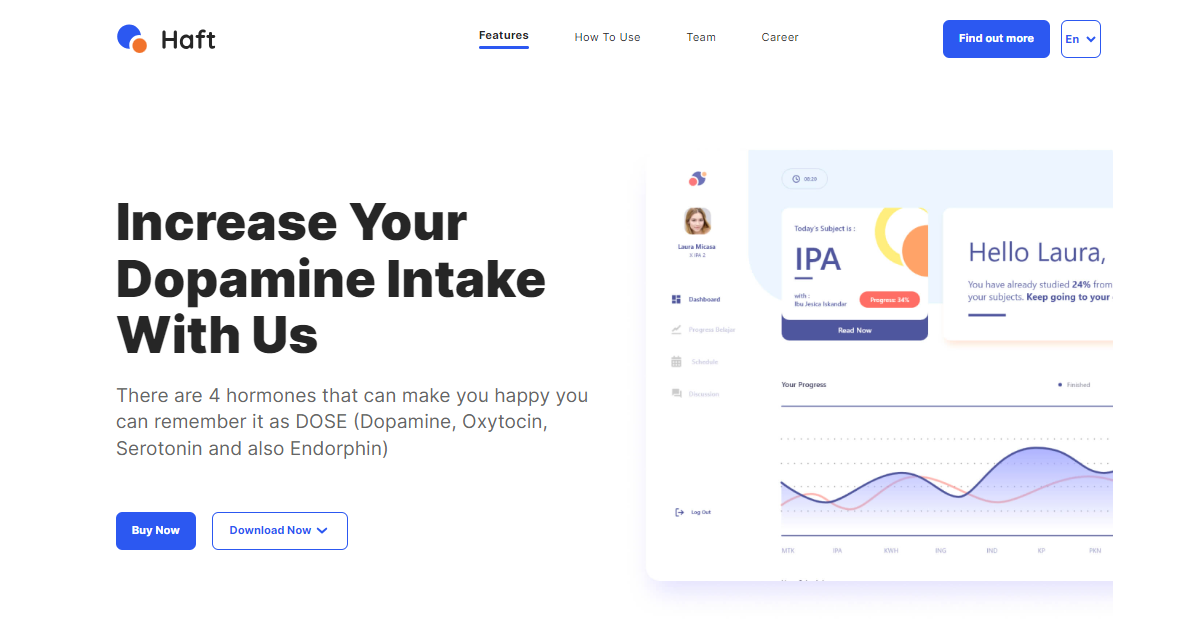 Haft
Features
How To Use
Team
Career
Find out more
En
Increase Your
Dopamine Intake
With Us
There are 4 hormones that can make you happy you
can remember it as DOSE (Dopamine, Oxytocin,
Serotonin and also Endorphin)
Buy Now
Download Now
Laura Micasa
X IPA 2
Dashboard
Progress Belajar
Schedule
Discussion
Log Out
08:29
Today's Subject is :
IPA
with :
Ibu Jesica Iskandar
Progress 34%
Read Now
Hello Laura,
You have already studied 24% from
your subjects. Keep going to your
Your Progress
Finished
MTK
IPA
KWH
ING
IND
KP
PKN